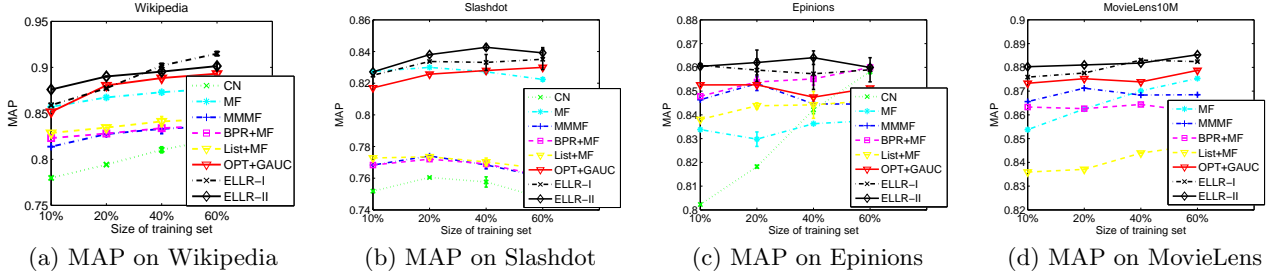 Wikipedia
0.95
0.9
0.85
0.8
0.75
MAP
10%
20%
40%
60%
Size of training set
CN
MF
MMMF
BPR+MF
List+MF
OPT+GAUC
ELLR-I
ELLR-II
(a) MAP on Wikipedia
Slashdot
0.86
0.84
0.82
0.8
0.78
0.76
0.74
MAP
10%
20%
40%
60%
Size of training set
CN
MF
MMMF
BPR+MF
List+MF
OPT+GAUC
ELLR-I
ELLR-II
(b) MAP on Slashdot
Epinions
0.88
0.87
0.86
0.85
0.84
0.83
0.82
0.81
0.8
MAP
10%
20%
40%
60%
Size of training set
CN
MF
MMMF
BPR+MF
List+MF
OPT+GAUC
ELLR-I
ELLR-II
(c) MAP on Epinions
MovieLens10M
0.9
0.89
0.88
0.87
0.86
0.85
0.84
0.83
0.82
MAP
10%
20%
40%
60%
Size of training set
MF
MMMF
BPR+MF
List+MF
OPT+GAUC
ELLR-I
ELLR-II
(d) MAP on MovieLens